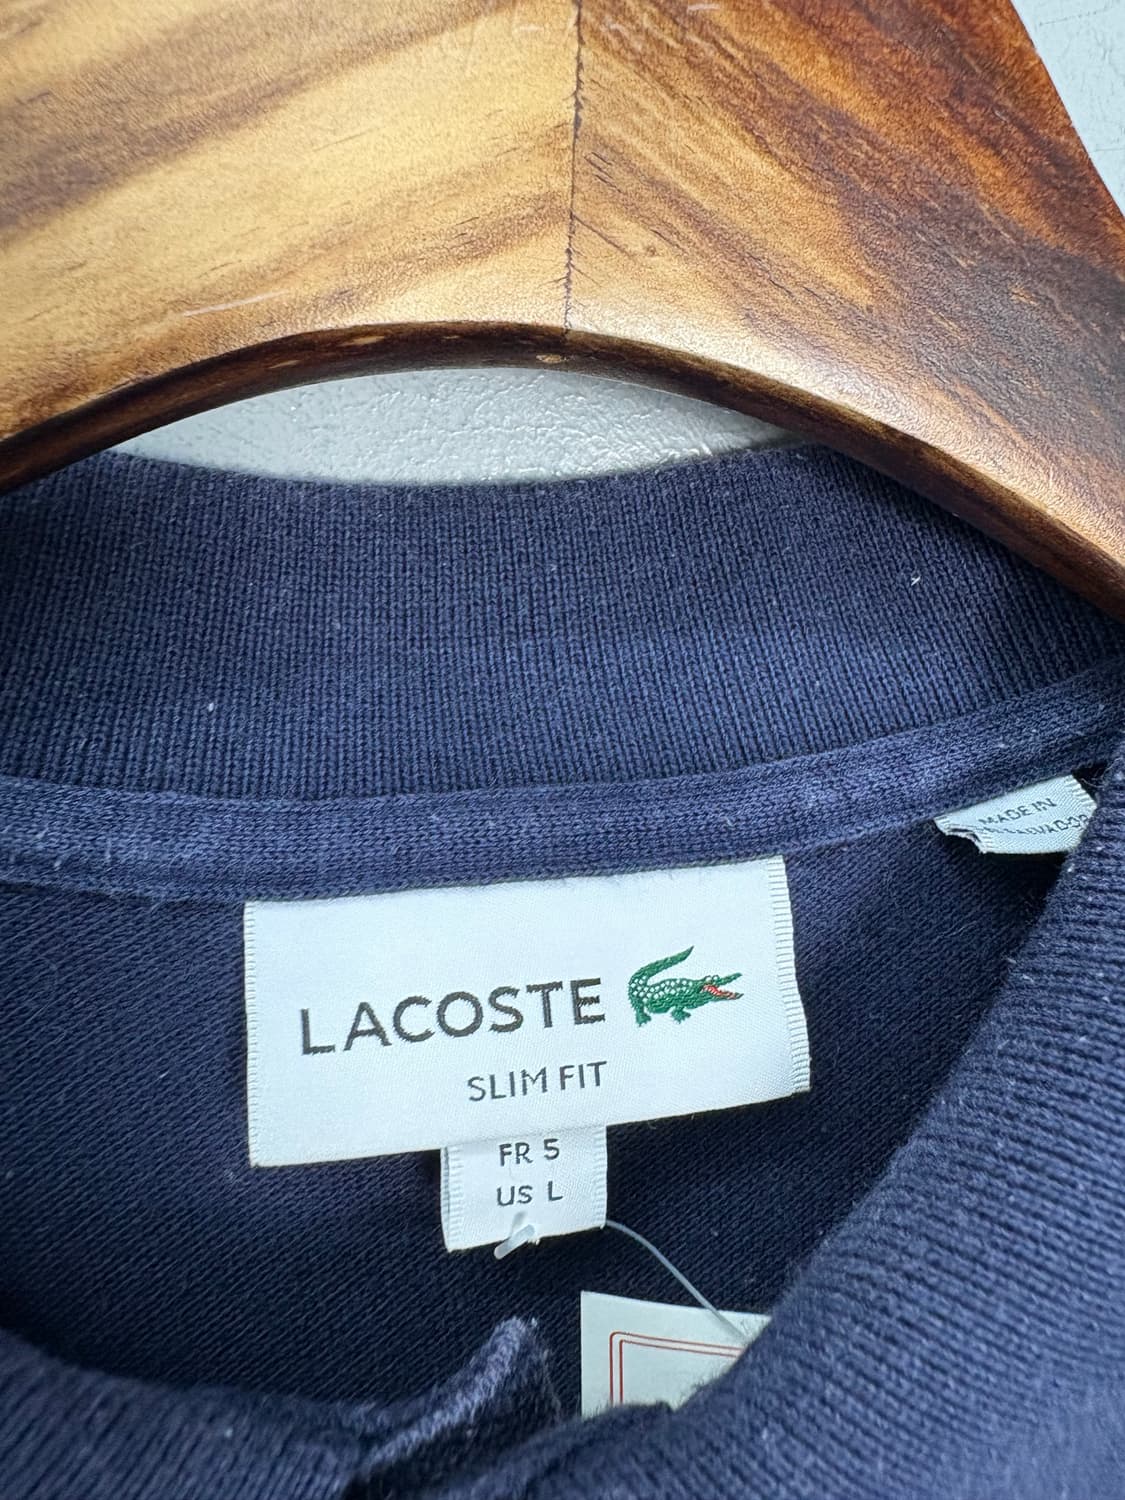 MADE IN
LACOSTE
SLIM FIT
FR 5
US L